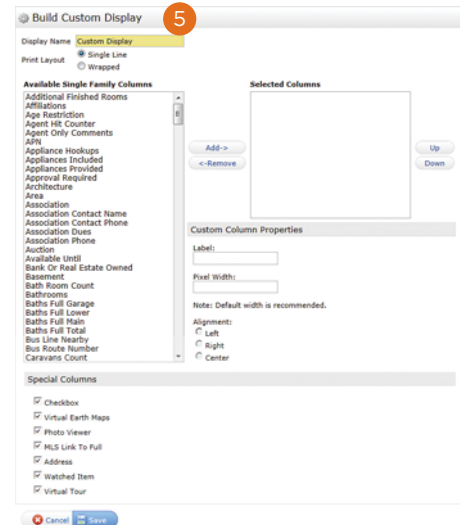 Build Custom Display 5
Display Name Custom Display
Print Layout Single Line
Wrapped
Available Single Family Columns
Additional Finished Rooms
Affiliations
Age Restriction
Agent Hit Counter
Agent Only Comments
APN
Appliance Hookups
Appliances Included
Appliances Provided
Approval Required
Architecture
Area
Association
Association Contact Name
Association Contact Phone
Association Dues
Association Phone
Auction
Available Until
Bank Or Real Estate Owned
Basement
Bath Room Count
Bathrooms
Baths Full Garage
Baths Full Lower
Baths Full Main
Baths Full Total
Bus Line Nearby
Bus Route Number
Caravans Count
Add->
<-Remove
Selected Columns
Up
Down
Custom Column Properties
Label:
Pixel Width:
Note: Default width is recommended.
Alignment:
Left
Right
Center
Special Columns
Checkbox
Virtual Earth Maps
Photo Viewer
MLS Link To Full
Address
Watched Item
Virtual Tour
Cancel Save